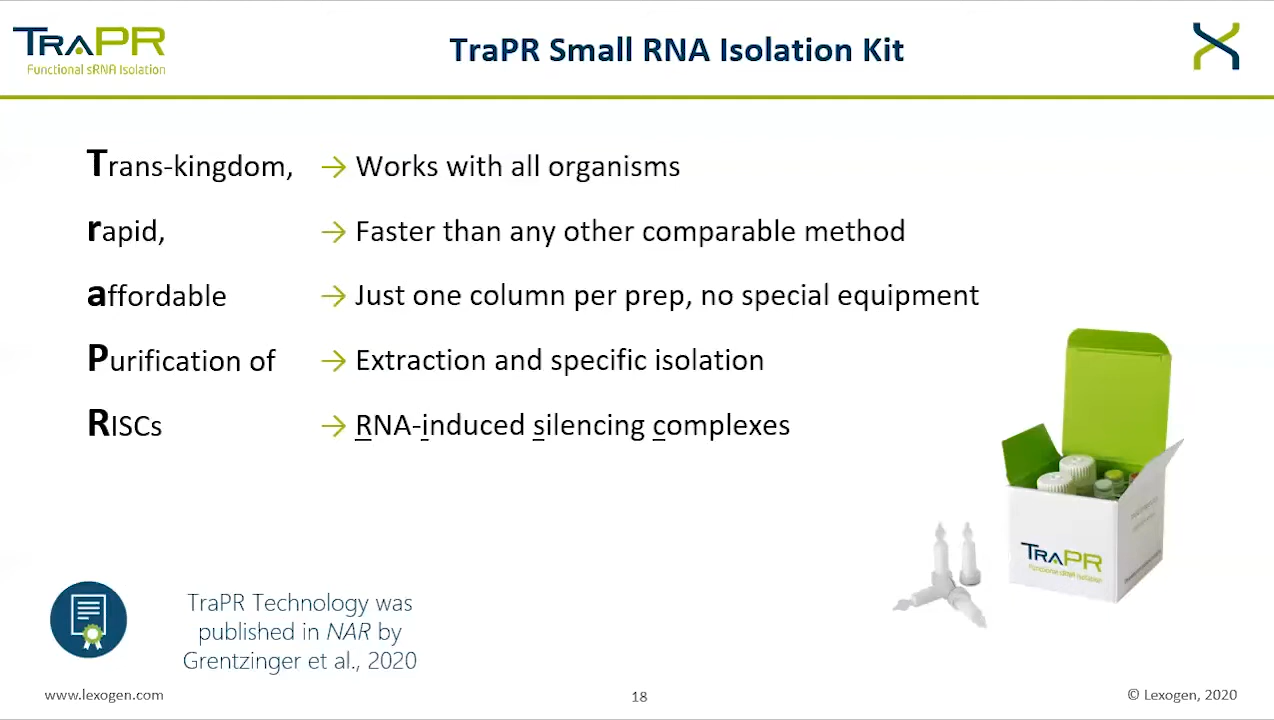 TraPR
Functional sRNA Isolation
TraPR Small RNA Isolation Kit
Trans-kingdom, → Works with all organisms
rapid, → Faster than any other comparable method
affordable → Just one column per prep, no special equipment
Purification of → Extraction and specific isolation
RISCs → RNA-induced silencing complexes
TraPR
Functional sRNA Isolation
TraPR Technology was
published in NAR by
Grentzinger et al., 2020
www.lexogen.com
18
© Lexogen, 2020